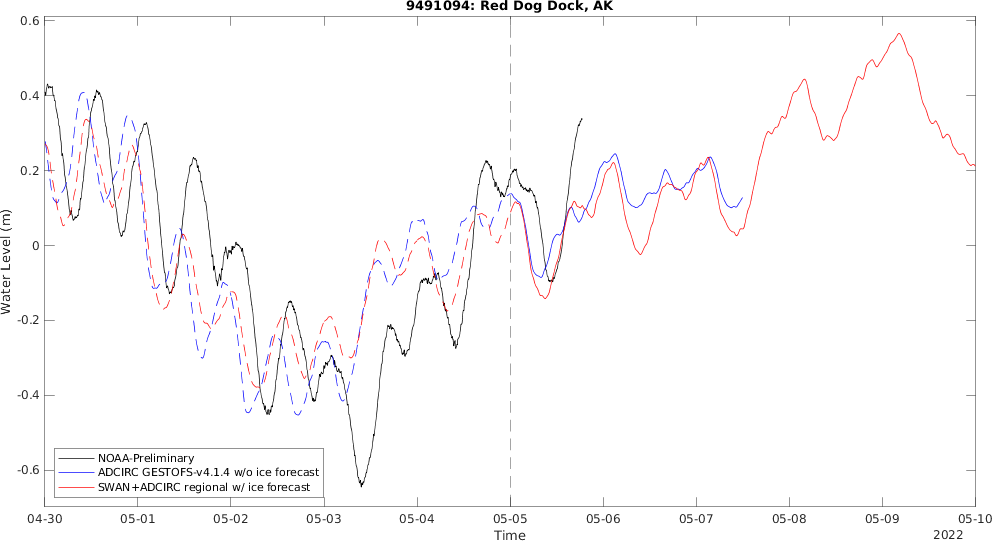 9491094: Red Dog Dock, AK
Water Level (m)
0.6
0.4
0.2
0
-0.2
-0.4
-0.6
NOAA-Preliminary
ADCIRC GESTOFS-v4.1.4 w/o ice forecast
SWAN+ADCIRC regional w/ ice forecast
04-30 05-01 05-02 05-03 05-04 05-05 05-06 05-07 05-08 05-09 05-10
Time
2022